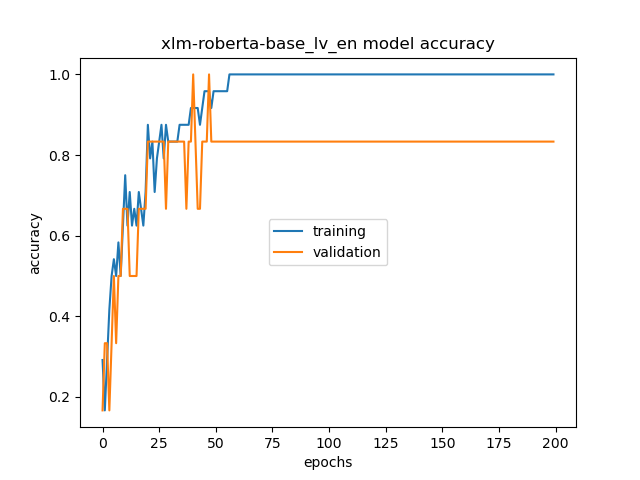 xlm-roberta-base_lv_en model accuracy
1.0
0.8
0.6
0.4
0.2
accuracy
training
validation
0 25 50 75 100 125 150 175 200
epochs